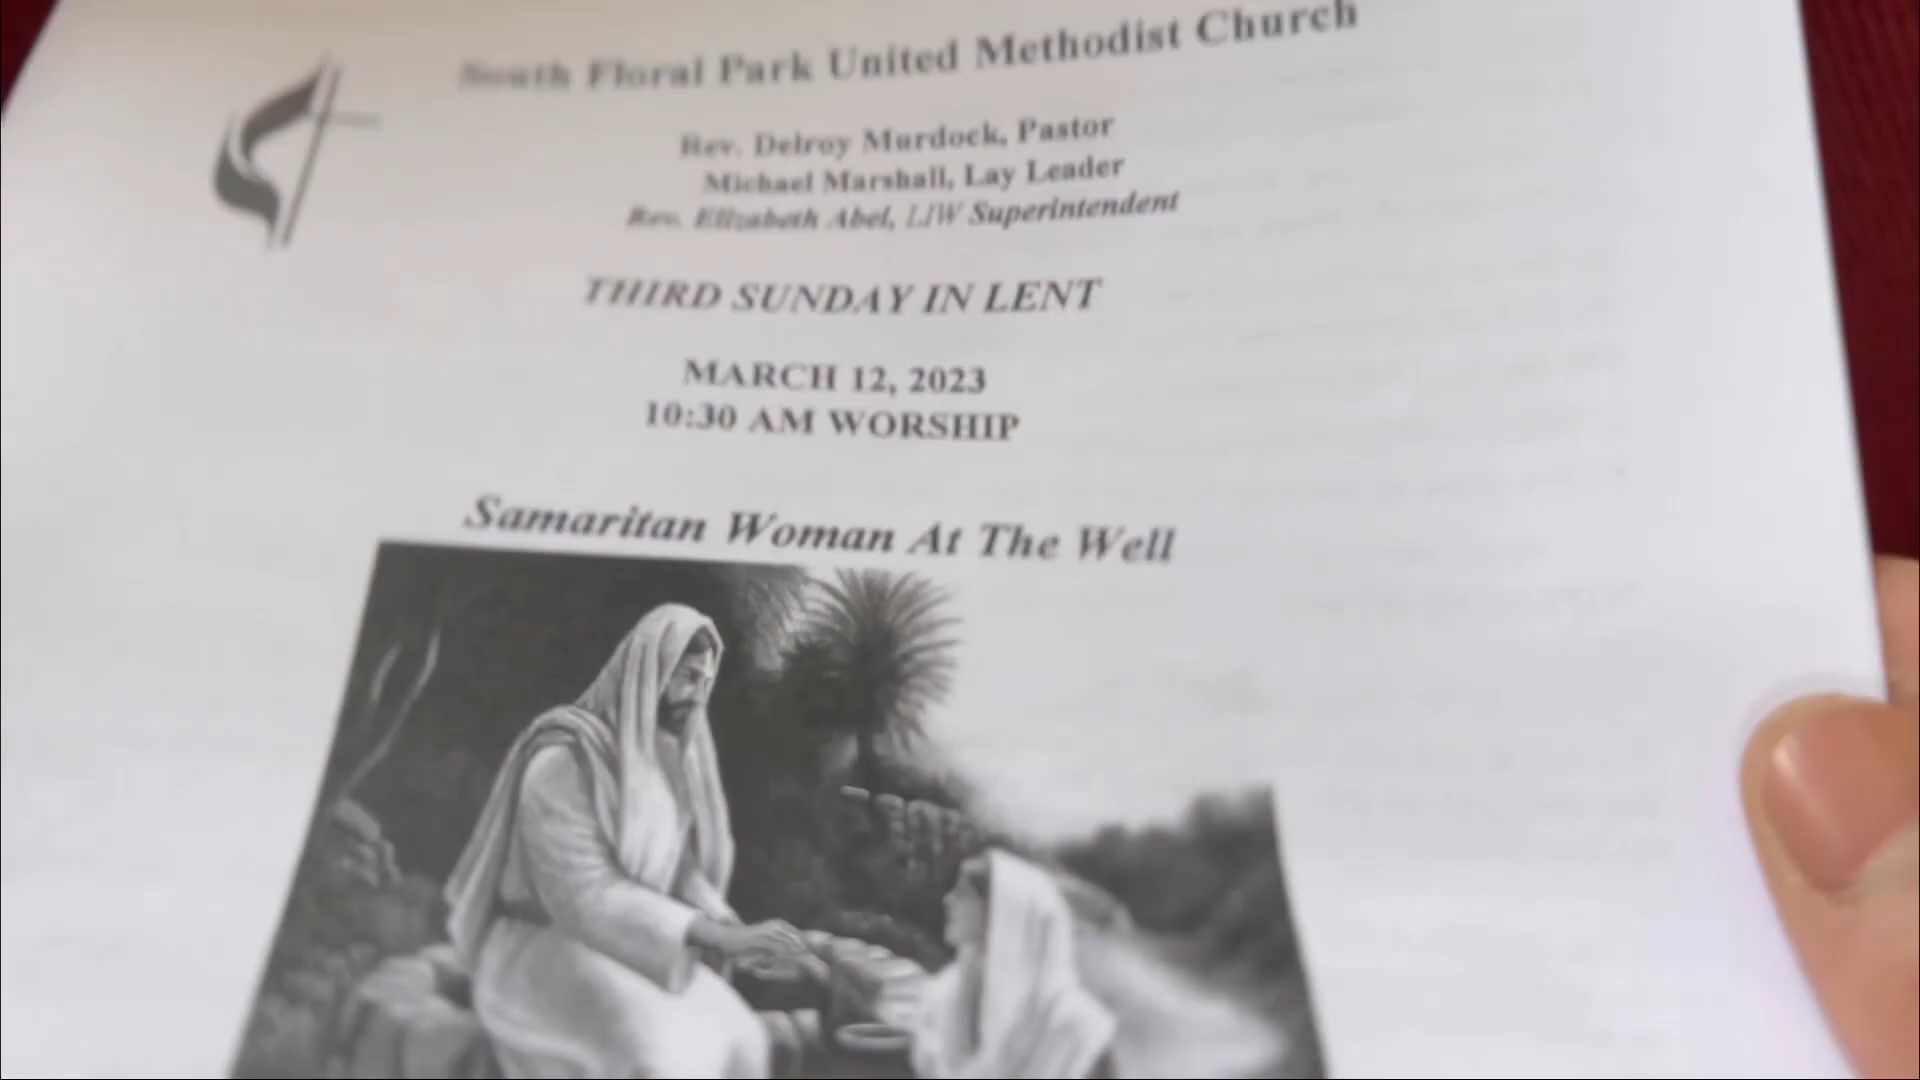 South Floral Park United Methodist Church
Rev. Delroy Murdock, Pastor
Michael Marshall, Lay Leader
Rev. Elizabeth Abel, LIW Superintendent
THIRD SUNDAY IN LENT
MARCH 12, 2023
10:30 AM WORSHIP
Samaritan Woman At The Well